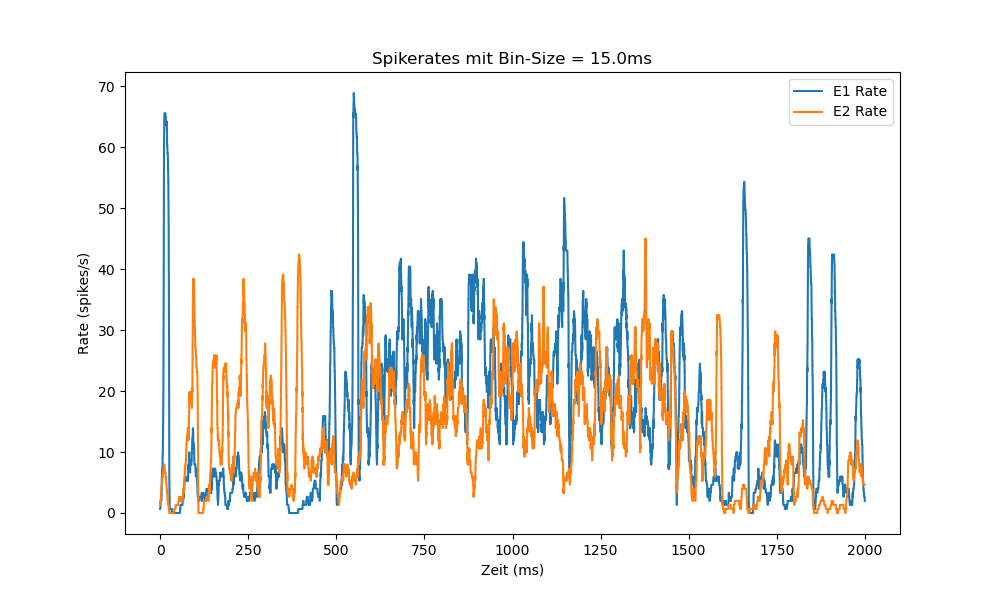 Spikerates mit Bin-Size = 15.0ms
E1 Rate
E2 Rate
70
60
50
40
30
20
10
0
Rate (spikes/s)
0 250 500 750 1000 1250 1500 1750 2000
Zeit (ms)